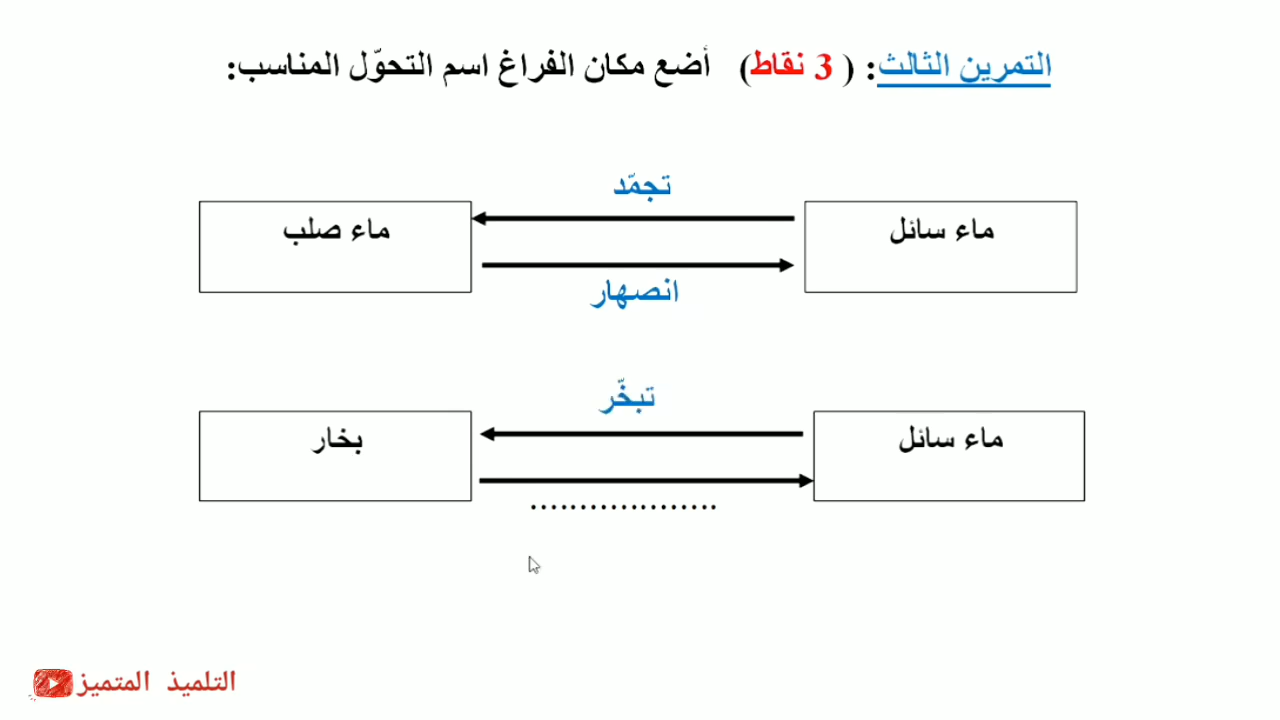 التمرين الثالث: ( 3 نقاط) أضع مكان الفراغ اسم التحوّل المناسب:
تجمّد
ماء سائل
ماء صلب
انصهار
تبخّر
ماء سائل
بخار
...................
التلميذ المتميز